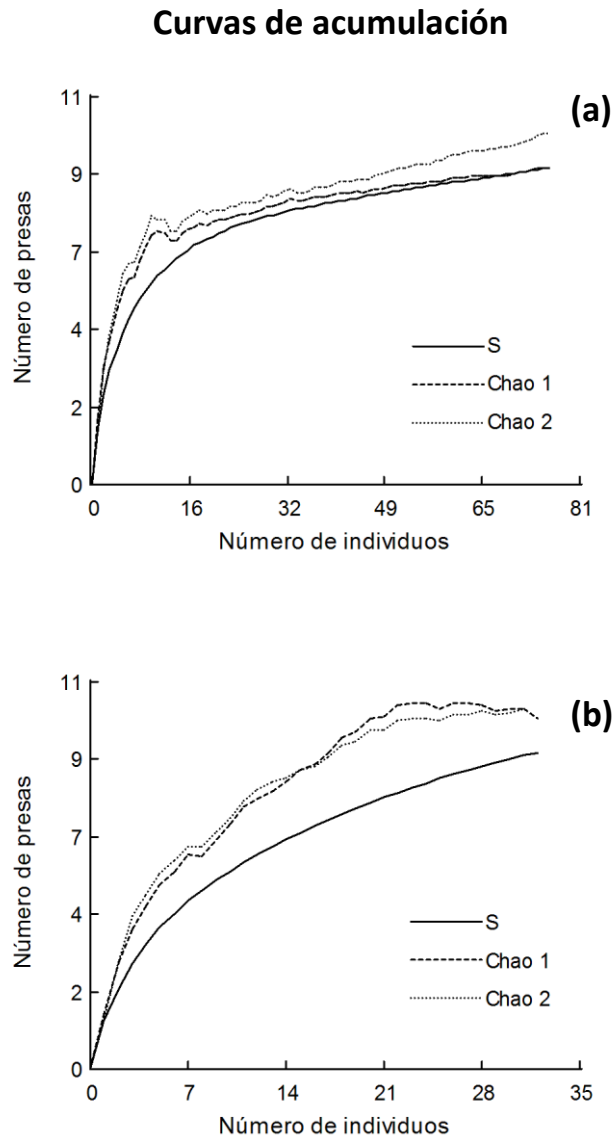 Curvas de acumulación
(a)
11
9
7
4
2
0
Número de presas
S
Chao 1
Chao 2
0 16 32 49 65 81
Número de individuos
(b)
11
9
7
4
2
0
Número de presas
S
Chao 1
Chao 2
0 7 14 21 28 35
Número de individuos